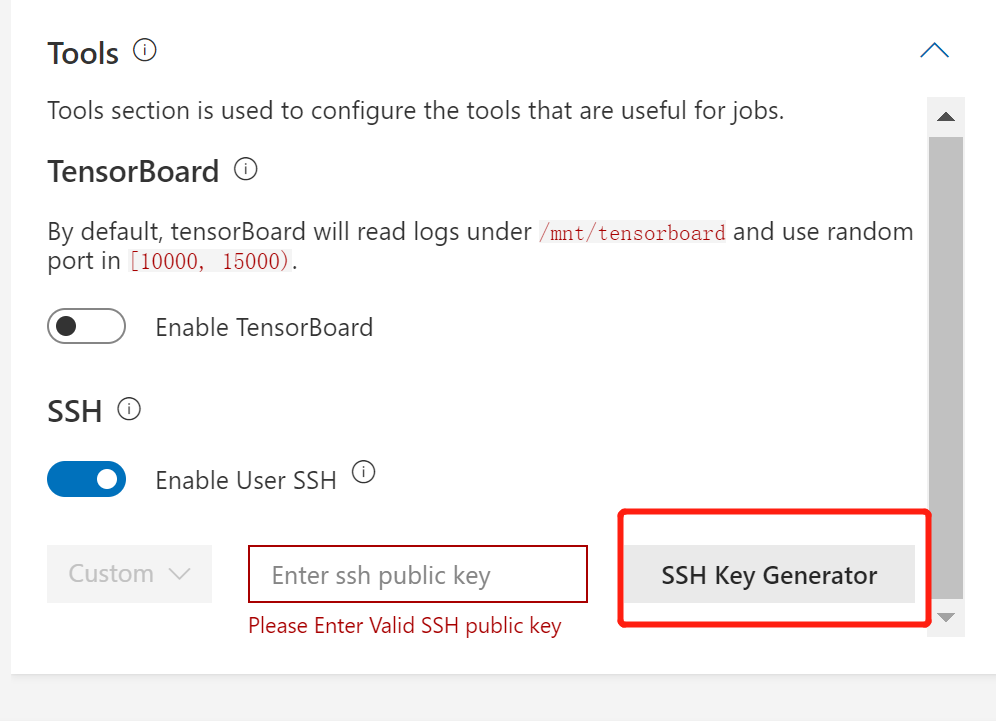 Tools
Tools section is used to configure the tools that are useful for jobs.
TensorBoard
By default, tensorBoard will read logs under /mnt/tensorboard and use random
port in [10000, 15000).
Enable TensorBoard
SSH
Enable User SSH
Custom
Enter ssh public key
SSH Key Generator
Please Enter Valid SSH public key